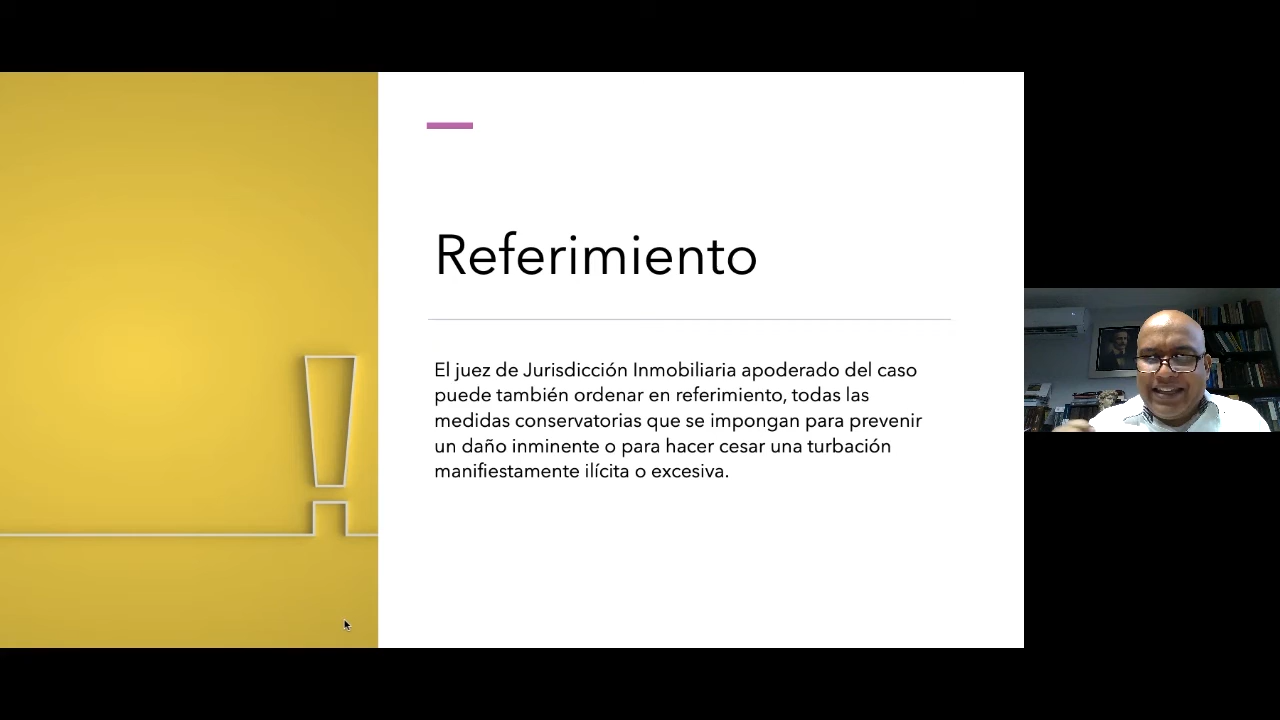 Referimiento
El juez de Jurisdicción Inmobiliaria apoderado del caso
puede también ordenar en referimiento, todas las
medidas conservatorias que se impongan para prevenir
un daño inminente o para hacer cesar una turbación
manifiestamente ilícita o excesiva.